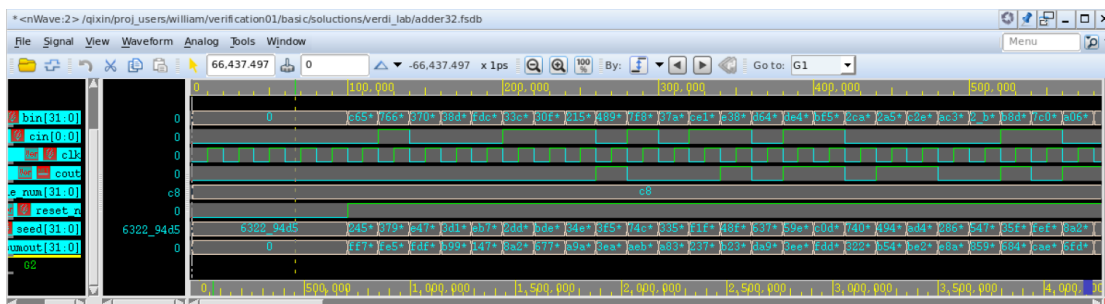 * <nWave:2> /qixin/proj_users/william/verification01/basic/soluctions/verdi_lab/adder32.fsdb
File Signal View Waveform Analog Tools Window
Menu
66,437.497 0 -66,437.497 x 1ps 100 % By: Go to: G1
0 100,000 200,000 300,000 400,000 500,000
bin[31:0] 0 0 c65* 766* 370* 38d* fdc* 33c* 30f* 215* 489* 7f8* 37a* ce1* e38* d64* de4* bf5* 2ca* 2a5* c2e* ac3* 2_b* b8d* 7c0* a06*
cin[0:0] 0
clk 0
cout 0
e_num[31:0] c8 c8
reset_n 0
seed[31:0] 6322_94d5 6322_94d5 245* 379* e47* 3d1* eb7* 2dd* bde* 34e* 3f5* 74c* 335* f1f* 48f* 637* 59e* c0d* 740* 494* ad4* 286* 547* 35f* fef* 8a2*
umout[31:0] 0 0 ff7* fe5* fdf* b99* 147* 8a2* 677* a9a* 3ea* aeb* a83* 237* b23* da9* 3ee* fdd* 322* b54* be2* e8a* 859* 684* cae* 6fd*
G2
0 500,000 1,000,000 1,500,000 2,000,000 2,500,000 3,000,000 3,500,000 4,000,